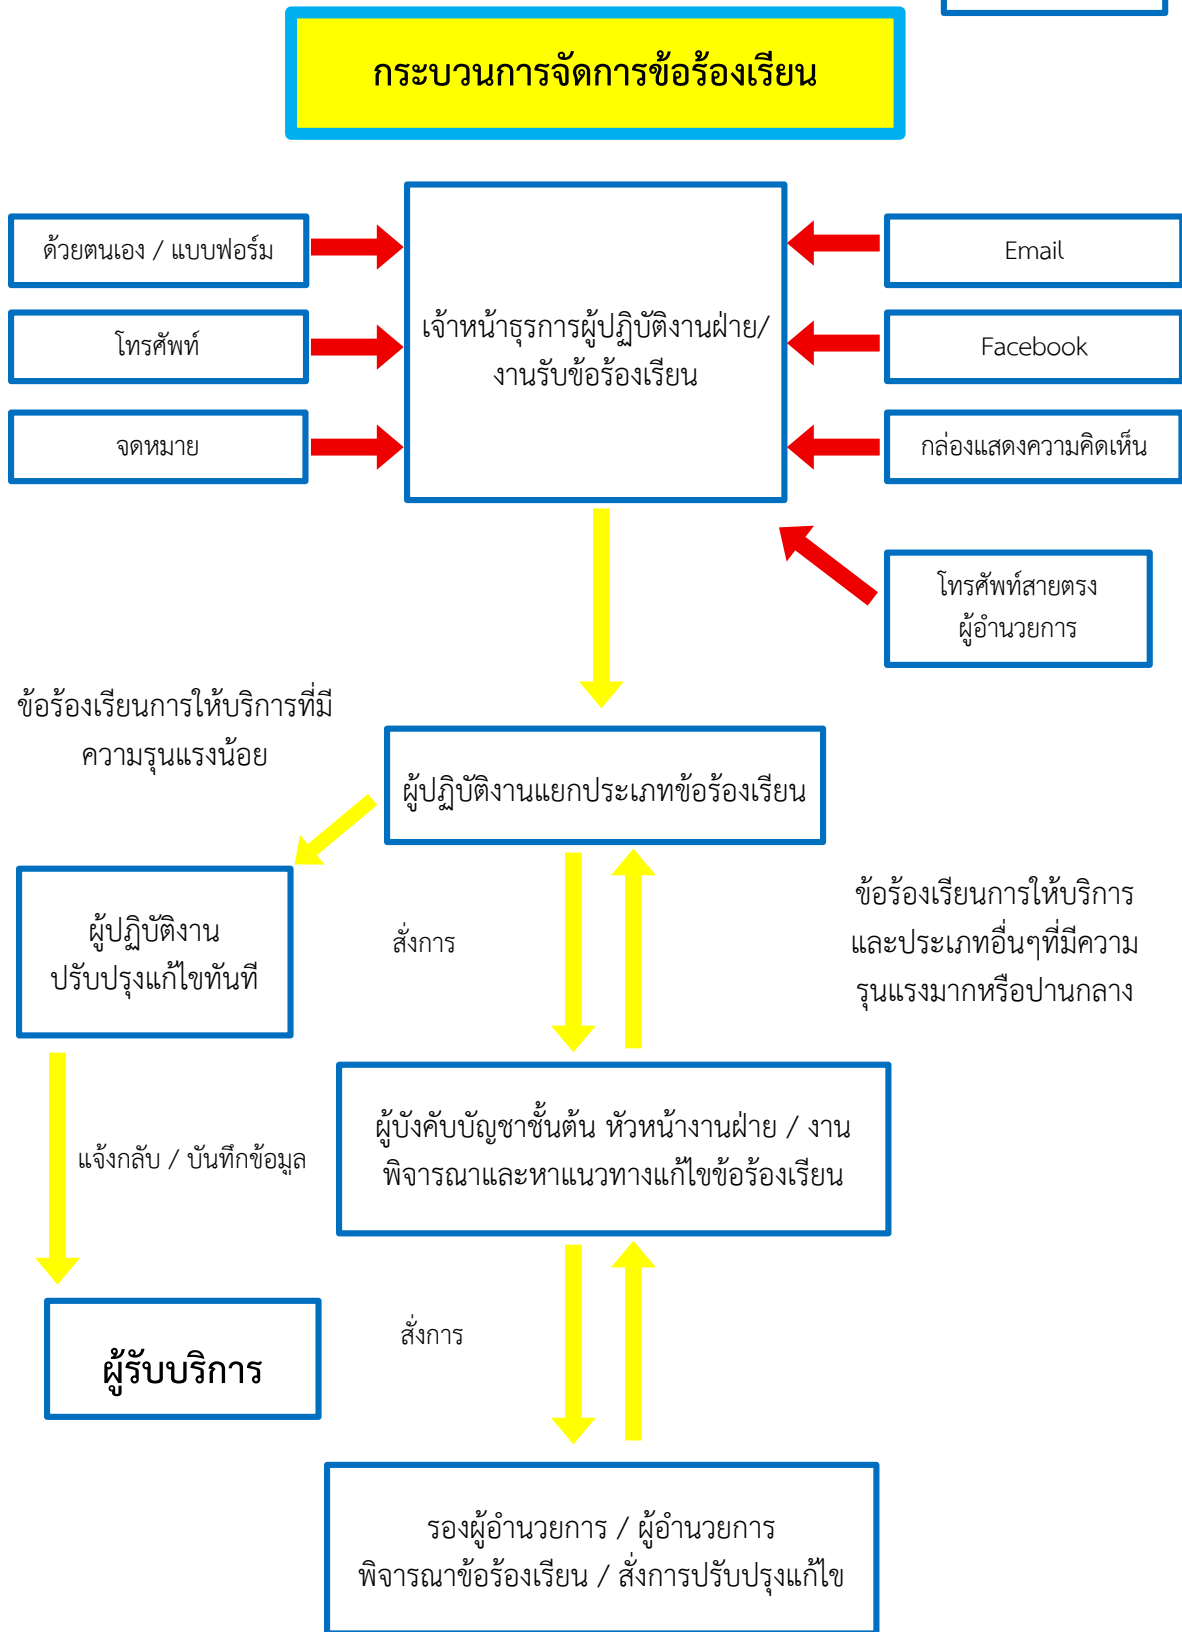 กระบวนการจัดการข้อร้องเรียน
ด้วยตนเอง / แบบฟอร์ม
โทรศัพท์
จดหมาย
เจ้าหน้าธุรการผู้ปฏิบัติงานฝ่าย/
งานรับข้อร้องเรียน
Email
Facebook
กล่องแสดงความคิดเห็น
โทรศัพท์สายตรง
ผู้อำนวยการ
ข้อร้องเรียนการให้บริการที่มี
ความรุนแรงน้อย
ผู้ปฏิบัติงานแยกประเภทข้อร้องเรียน
ผู้ปฏิบัติงาน
ปรับปรุงแก้ไขทันที
สั่งการ
ข้อร้องเรียนการให้บริการ
และประเภทอื่นๆที่มีความ
รุนแรงมากหรือปานกลาง
ผู้บังคับบัญชาชั้นต้น หัวหน้างานฝ่าย / งาน
พิจารณาและหาแนวทางแก้ไขข้อร้องเรียน
แจ้งกลับ / บันทึกข้อมูล
ผู้รับบริการ
สั่งการ
รองผู้อำนวยการ / ผู้อำนวยการ
พิจารณาข้อร้องเรียน / สั่งการปรับปรุงแก้ไข